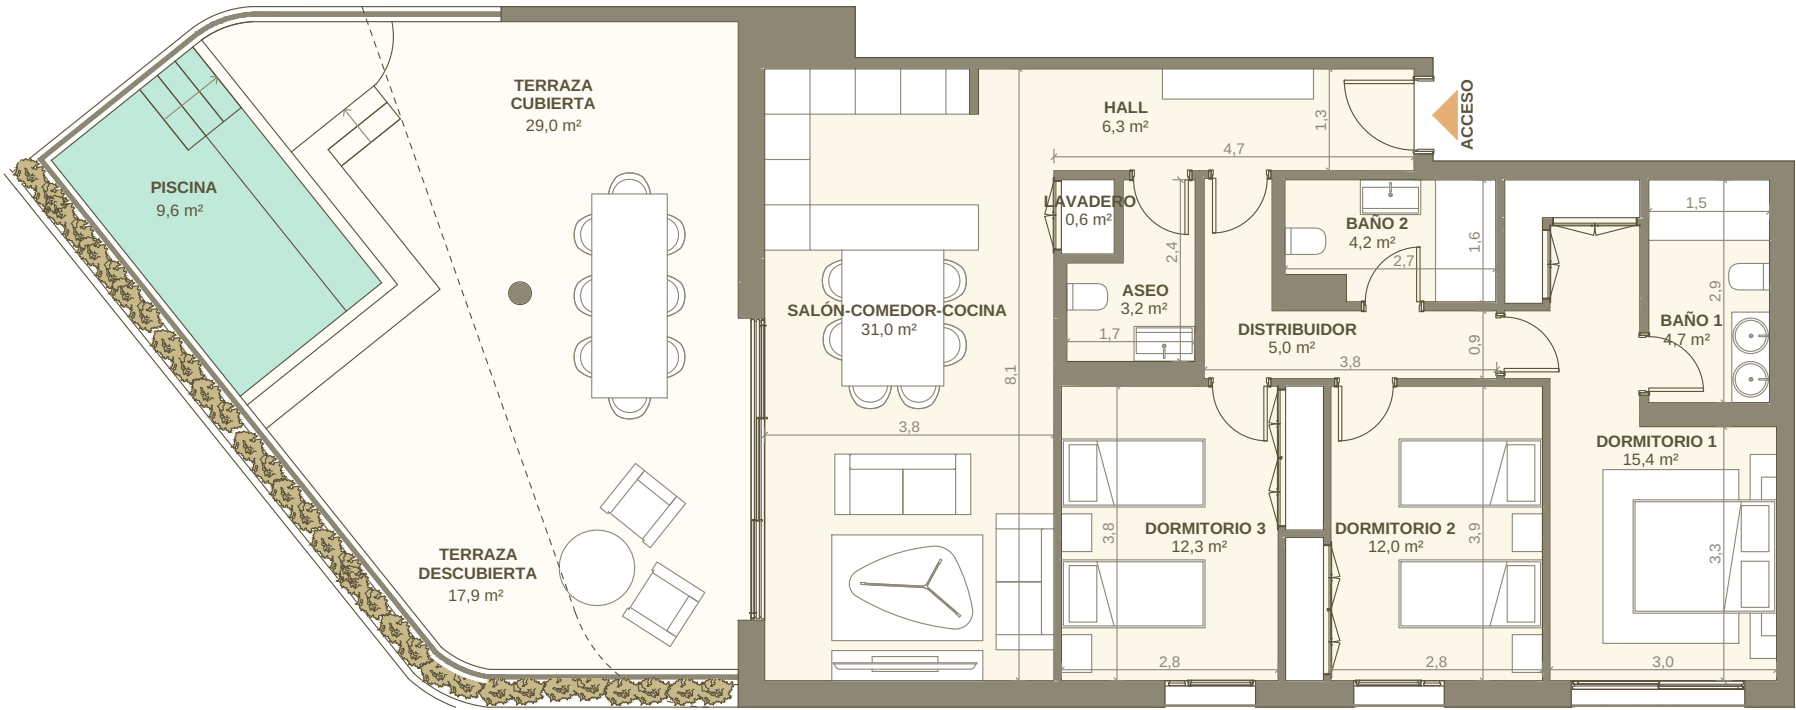 TERRAZA
CUBIERTA
29,0 m²
PISCINA
9,6 m²
TERRAZA
DESCUBIERTA
17,9 m²
HALL
6,3 m²
1,3
4,7
ACCESO
LAVADERO
0,6 m²
2,4
ASEO
3,2 m²
1,7
BAÑO 2
4,2 m²
1,6
2,7
1,5
2,9
BAÑO 1
4,7 m²
SALÓN-COMEDOR-COCINA
31,0 m²
8,1
3,8
DISTRIBUIDOR
5,0 m²
0,9
3,8
DORMITORIO 1
15,4 m²
3,3
3,0
DORMITORIO 3
12,3 m²
3,8
2,8
DORMITORIO 2
12,0 m²
3,9
2,8